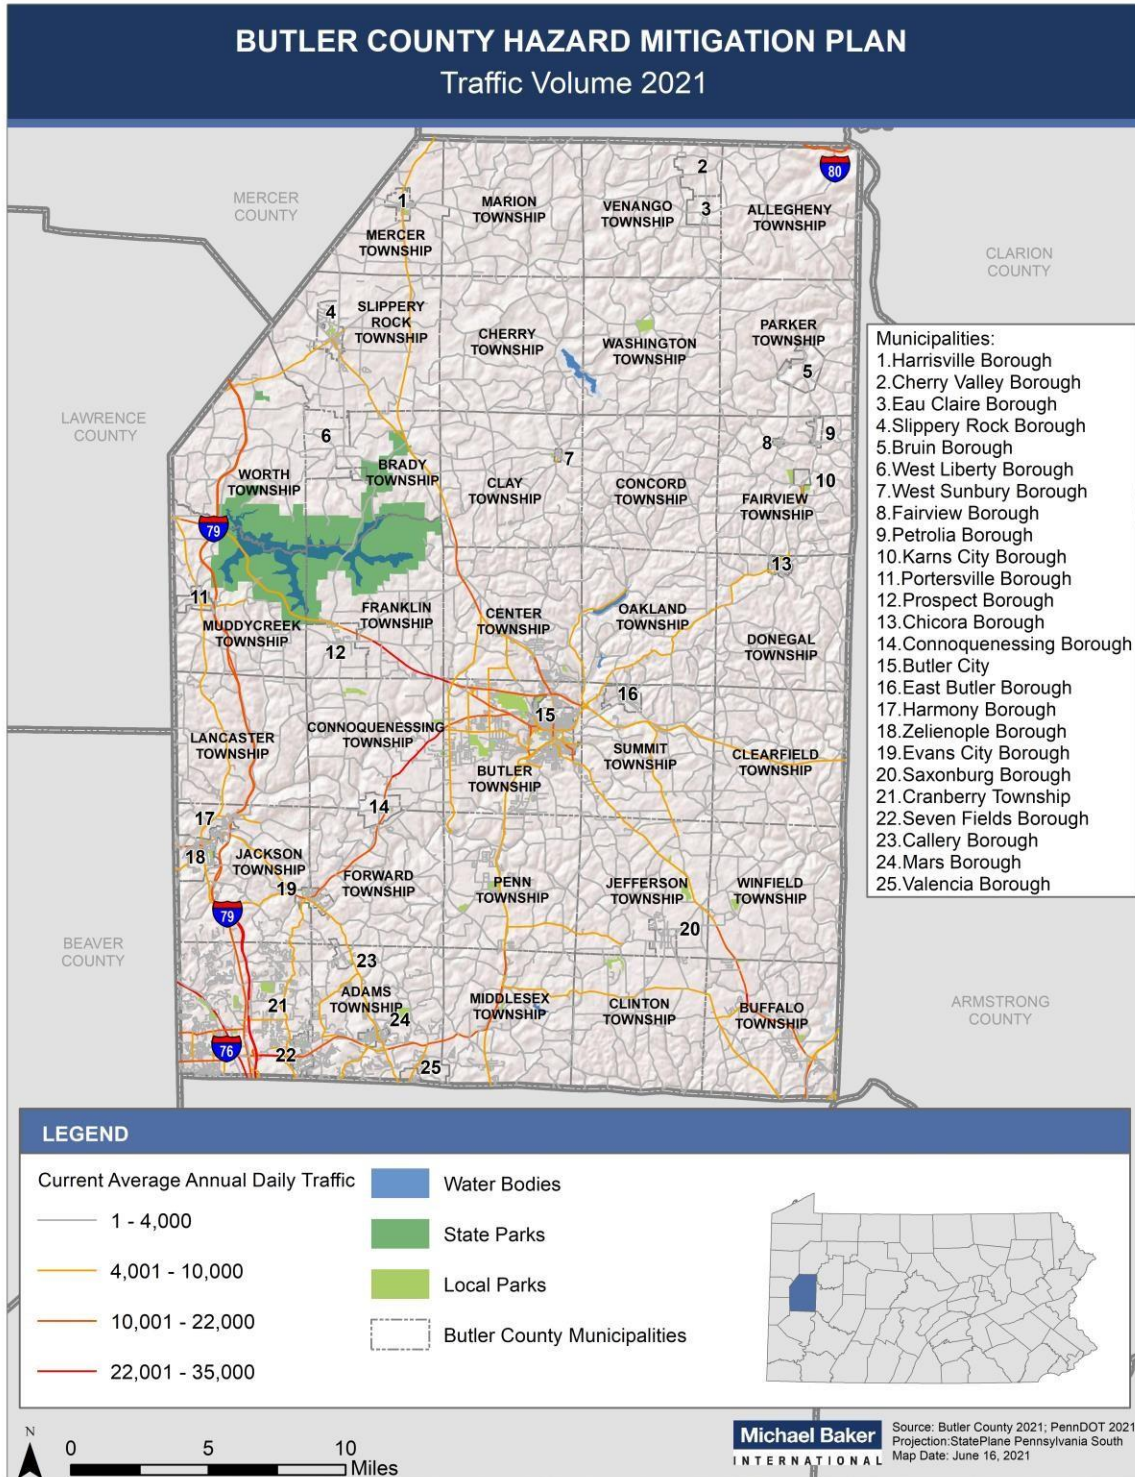 BUTLER COUNTY HAZARD MITIGATION PLAN
Traffic Volume 2021
MERCER
COUNTY
CLARION
COUNTY
LAWRENCE
COUNTY
BEAVER
COUNTY
ARMSTRONG
COUNTY
80
2
1
3
MARION
TOWNSHIP
VENANGO
TOWNSHIP
ALLEGHENY
TOWNSHIP
MERCER
TOWNSHIP
4
SLIPPERY
ROCK
TOWNSHIP
CHERRY
TOWNSHIP
WASHINGTON
TOWNSHIP
PARKER
TOWNSHIP
5
6
7
8
9
10
WORTH
TOWNSHIP
BRADY
TOWNSHIP
CLAY
TOWNSHIP
CONCORD
TOWNSHIP
FAIRVIEW
TOWNSHIP
79
13
11
MUDDYCREEK
TOWNSHIP
FRANKLIN
TOWNSHIP
CENTER
TOWNSHIP
OAKLAND
TOWNSHIP
DONEGAL
TOWNSHIP
12
16
15
LANCASTER
TOWNSHIP
CONNOQUENESSING
TOWNSHIP
BUTLER
TOWNSHIP
SUMMIT
TOWNSHIP
CLEARFIELD
TOWNSHIP
14
17
18
JACKSON
TOWNSHIP
19
FORWARD
TOWNSHIP
PENN
TOWNSHIP
JEFFERSON
TOWNSHIP
WINFIELD
TOWNSHIP
79
20
23
21
ADAMS
TOWNSHIP
24
MIDDLESEX
TOWNSHIP
CLINTON
TOWNSHIP
BUFFALO
TOWNSHIP
76
22
25
Municipalities:
1.Harrisville Borough
2.Cherry Valley Borough
3.Eau Claire Borough
4.Slippery Rock Borough
5.Bruin Borough
6.West Liberty Borough
7.West Sunbury Borough
8.Fairview Borough
9.Petrolia Borough
10.Karns City Borough
11.Portersville Borough
12.Prospect Borough
13.Chicora Borough
14.Connoquenessing Borough
15.Butler City
16.East Butler Borough
17.Harmony Borough
18.Zelienople Borough
19.Evans City Borough
20.Saxonburg Borough
21.Cranberry Township
22.Seven Fields Borough
23.Callery Borough
24.Mars Borough
25.Valencia Borough
LEGEND
Current Average Annual Daily Traffic
1 - 4,000
4,001 - 10,000
10,001 - 22,000
22,001 - 35,000
Water Bodies
State Parks
Local Parks
Butler County Municipalities
N
0 5 10
Miles
Michael Baker
INTERNATIONAL
Source: Butler County 2021; PennDOT 2021
Projection:StatePlane Pennsylvania South
Map Date: June 16, 2021